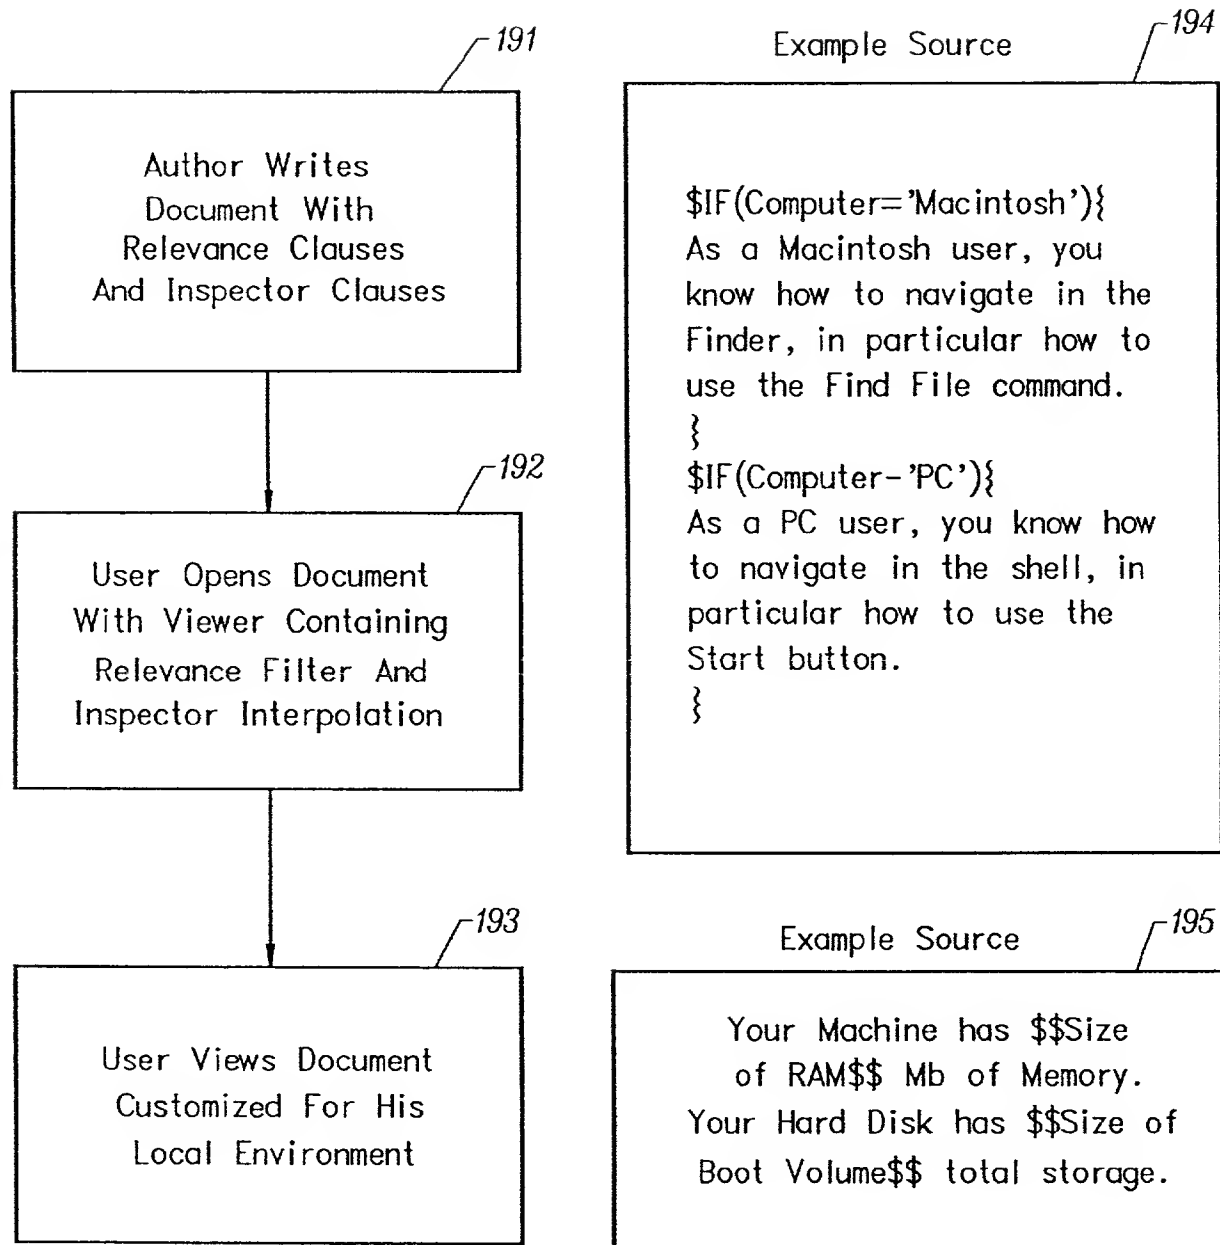 191
Author Writes
Document With
Relevance Clauses
And Inspector Clauses
192
User Opens Document
With Viewer Containing
Relevance Filter And
Inspector Interpolation
193
User Views Document
Customized For His
Local Environment
Example Source
194
$IF(Computer='Macintosh'){
As a Macintosh user, you
know how to navigate in the
Finder, in particular how to
use the Find File command.
}
$IF(Computer-'PC'){
As a PC user, you know how
to navigate in the shell, in
particular how to use the
Start button.
}
Example Source
195
Your Machine has $$Size
of RAM$$ Mb of Memory.
Your Hard Disk has $$Size of
Boot Volume$$ total storage.